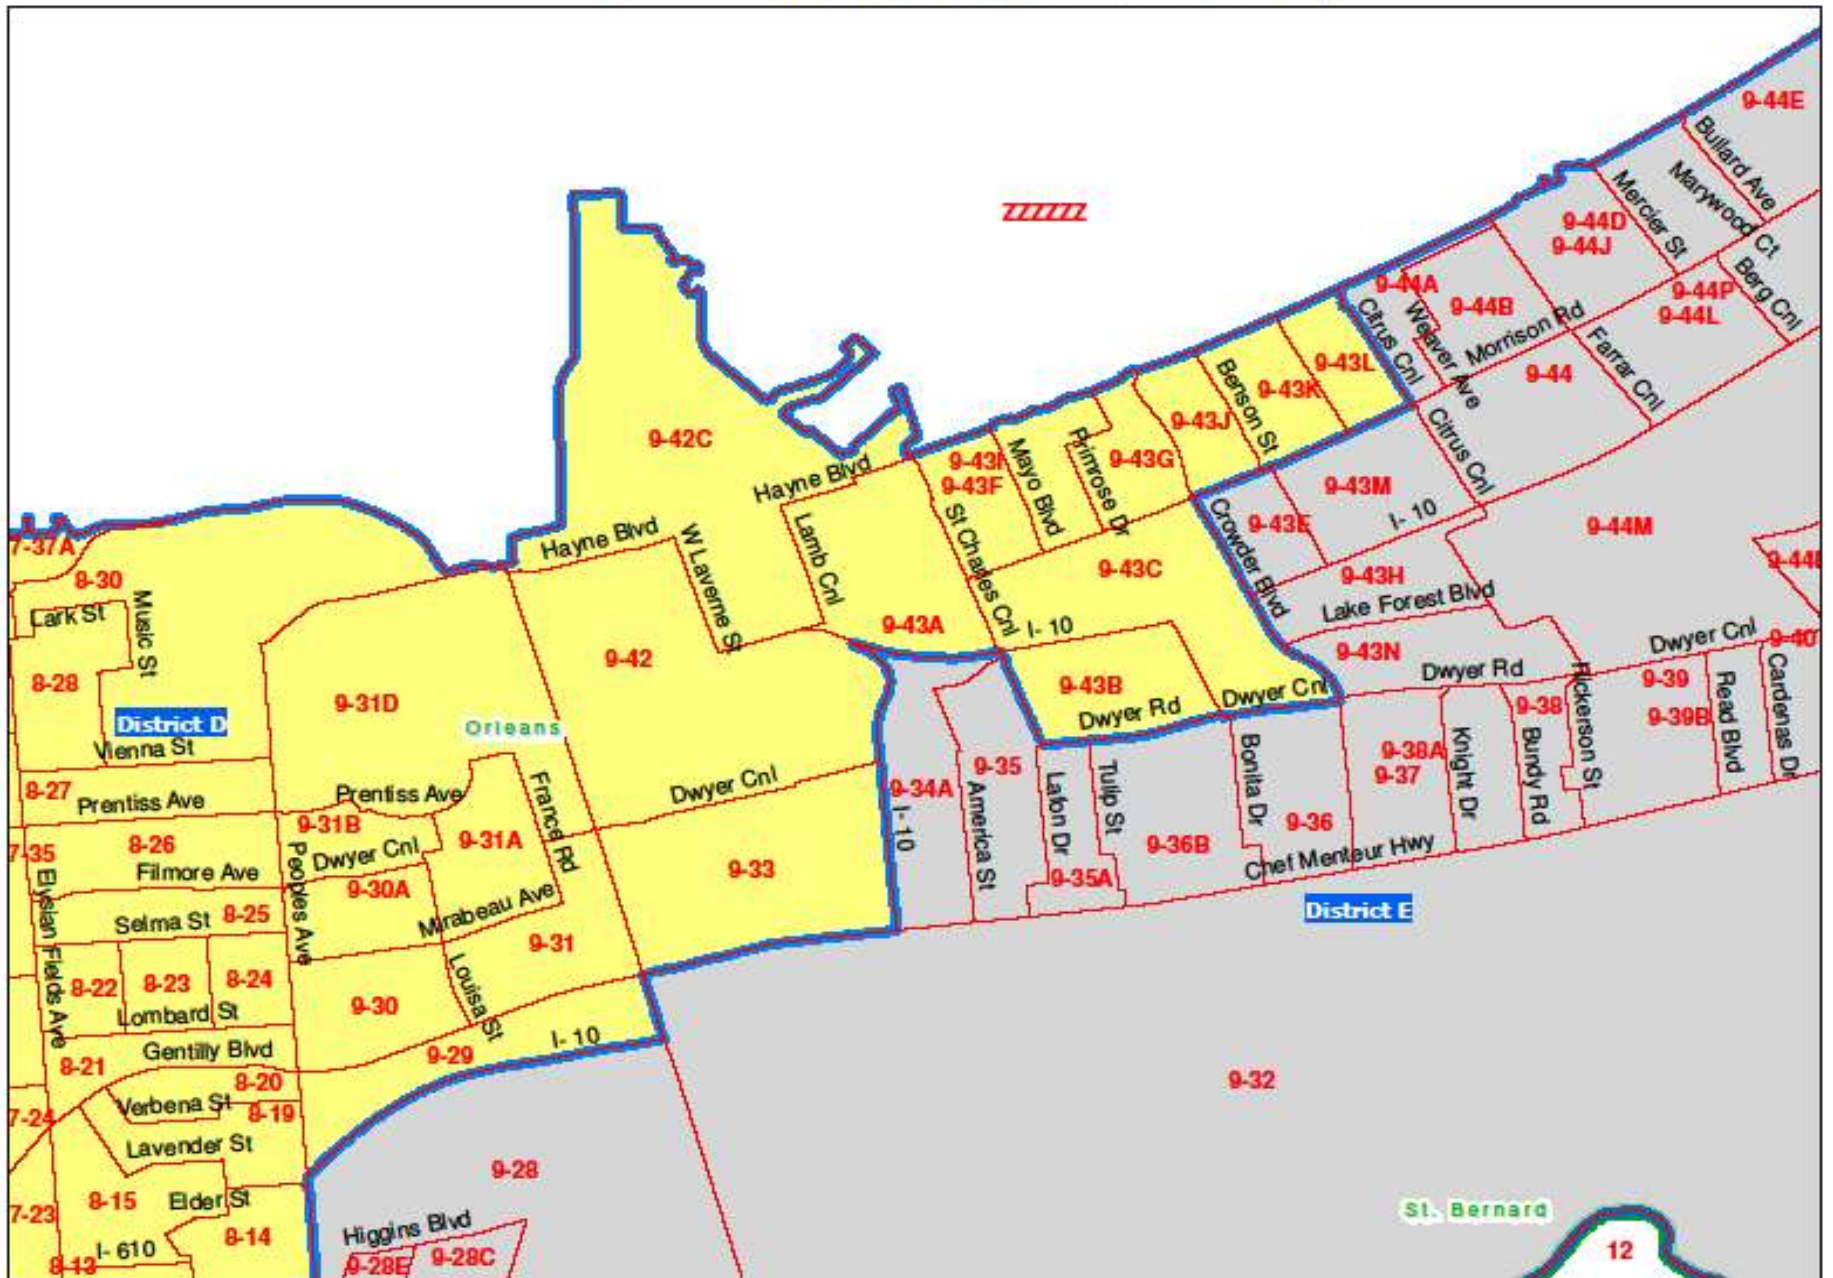 9-44E
Bullard Ave
Marywood Ct
Mercier St
ZZZZZZ
9-44D
9-44J
Berg Cnl
9-44A
9-44B
9-44P
9-44L
Citrus Cnl
Weaver Ave
Morrison Rd
Farrar Cnl
9-43L
9-44
9-43K
Benson St
9-43J
9-42C
Citrus Cnl
Primrose Dr
Mayo Blvd
9-43G
9-43I
9-43F
Hayne Blvd
9-43M
I- 10
9-43E
Crowder Blvd
9-44M
Hayne Blvd
W Laverne St
Lamb Cnl
St Charles Cnl
7-37A
8-30
9-43C
9-43H
Lake Forest Blvd
Lark St
Music St
9-43A
I- 10
Dwyer Cnl
9-40
9-42
9-43N
8-28
9-43B
Dwyer Cnl
Dwyer Rd
9-39
9-38
Rickerson St
Read Blvd
Cardenas Dr
9-31D
Dwyer Rd
9-39B
District D
Orleans
Vienna St
9-38A
9-37
Knight Dr
Bundy Rd
9-35
Bonita Dr
8-27
Prentiss Ave
Prentiss Ave
Dwyer Cnl
9-34A
I- 10
America St
Lafon Dr
Tulip St
France Rd
9-31B
9-36
7-35
8-26
Dwyer Cnl
9-31A
9-36B
Chef Menteur Hwy
Filmore Ave
Peoples Ave
9-33
9-30A
9-35A
Elysian Fields Ave
Selma St
8-25
Mirabeau Ave
District E
9-31
8-22
8-23
8-24
Louisa St
Lombard St
9-30
I- 10
Gentilly Blvd
8-21
9-29
8-20
9-32
7-24
Verbena St
8-19
Lavender St
9-28
8-15
Elder St
7-23
St. Bernard
Higgins Blvd
8-14
I- 610
8-13
9-28E
9-28C
12